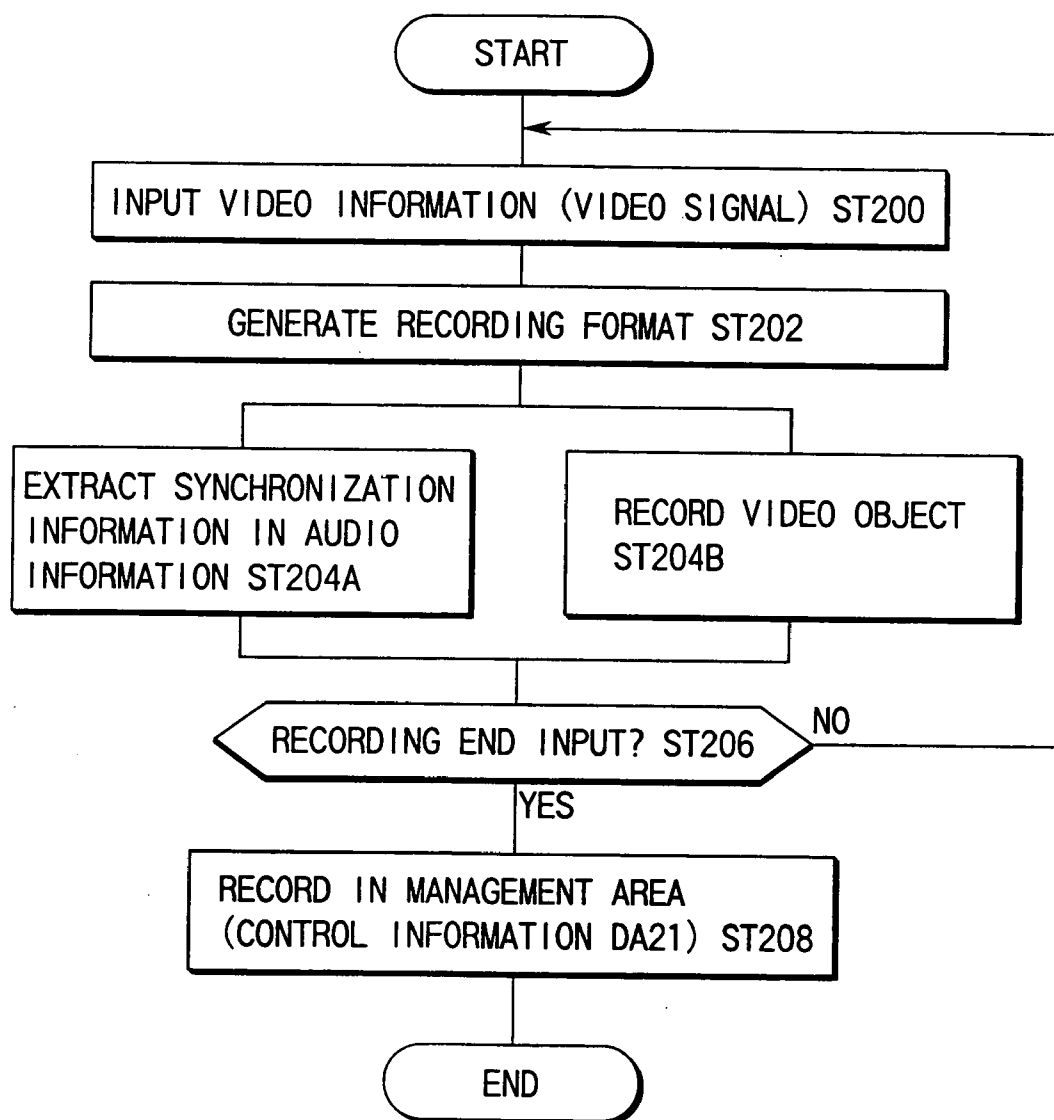 START
INPUT VIDEO INFORMATION (VIDEO SIGNAL) ST200
GENERATE RECORDING FORMAT ST202
EXTRACT SYNCHRONIZATION
INFORMATION IN AUDIO
INFORMATION ST204A
RECORD VIDEO OBJECT
ST204B
RECORDING END INPUT? ST206
NO
YES
RECORD IN MANAGEMENT AREA
(CONTROL INFORMATION DA21) ST208
END